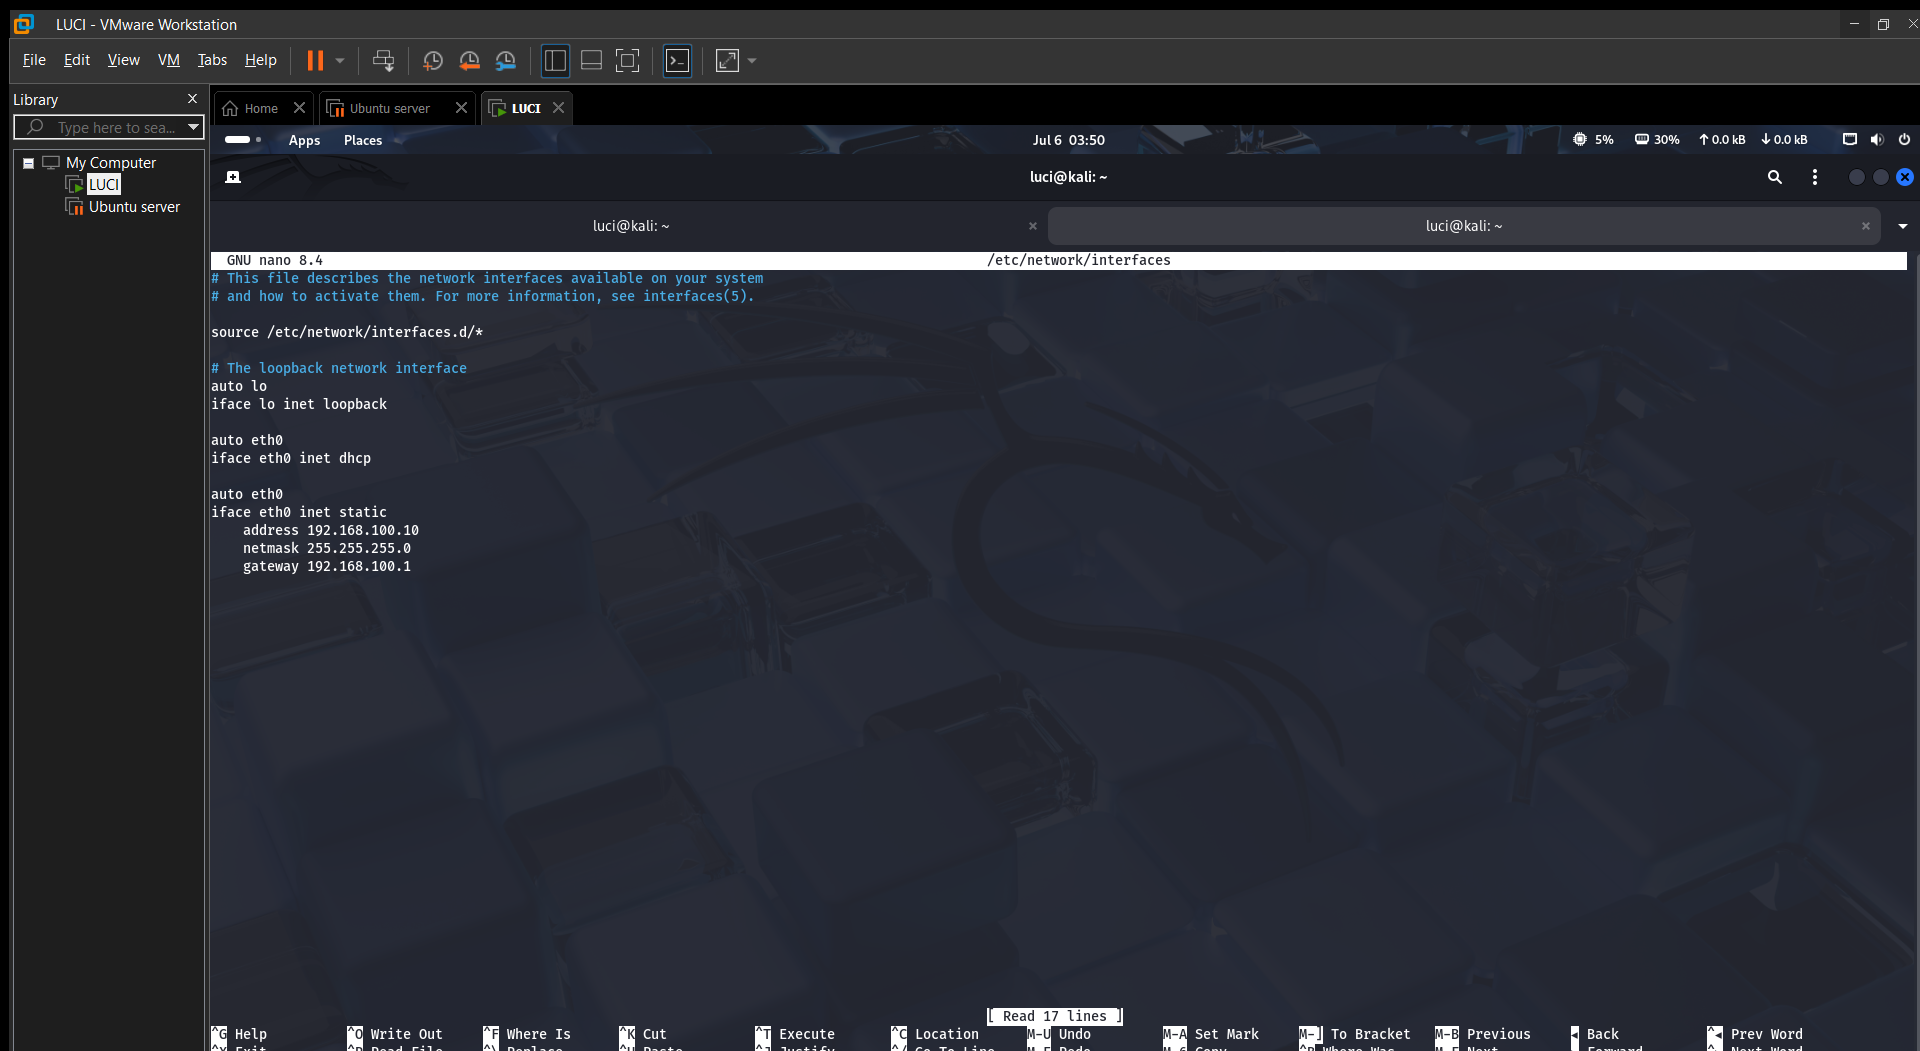 LUCI - VMware Workstation
File Edit View VM Tabs Help
Library
Type here to sea...
My Computer
LUCI
Ubuntu server
Home
Ubuntu server
LUCI
Apps Places
Jul 6 03:50
5% 30% ↑0.0 kB ↓0.0 kB
luci@kali: ~
luci@kali: ~
luci@kali: ~
GNU nano 8.4 /etc/network/interfaces
# This file describes the network interfaces available on your system
# and how to activate them. For more information, see interfaces(5).
source /etc/network/interfaces.d/*
# The loopback network interface
auto lo
iface lo inet loopback
auto eth0
iface eth0 inet dhcp
auto eth0
iface eth0 inet static
address 192.168.100.10
netmask 255.255.255.0
gateway 192.168.100.1
[ Read 17 lines ]
^G Help ^O Write Out ^F Where Is ^K Cut ^T Execute ^C Location M-U Undo M-A Set Mark M-] To Bracket M-B Previous ◂ Back ^◂ Prev Word